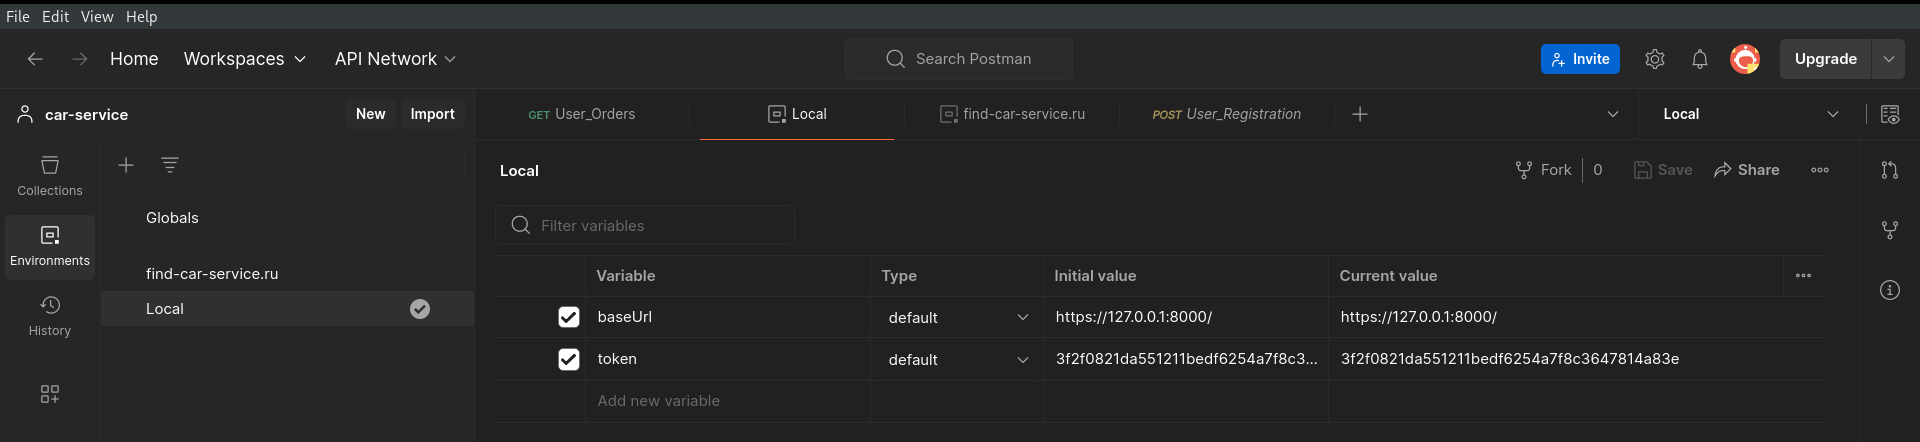 File Edit View Help
Home Workspaces API Network Search Postman Invite Upgrade
car-service New Import GET User_Orders Local find-car-service.ru POST User_Registration Local
Collections
Environments
History
Globals
find-car-service.ru
Local
Local Fork 0 Save Share
Filter variables
Variable Type Initial value Current value
baseUrl default https://127.0.0.1:8000/ https://127.0.0.1:8000/
token default 3f2f0821da551211bedf6254a7f8c3... 3f2f0821da551211bedf6254a7f8c3647814a83e
Add new variable